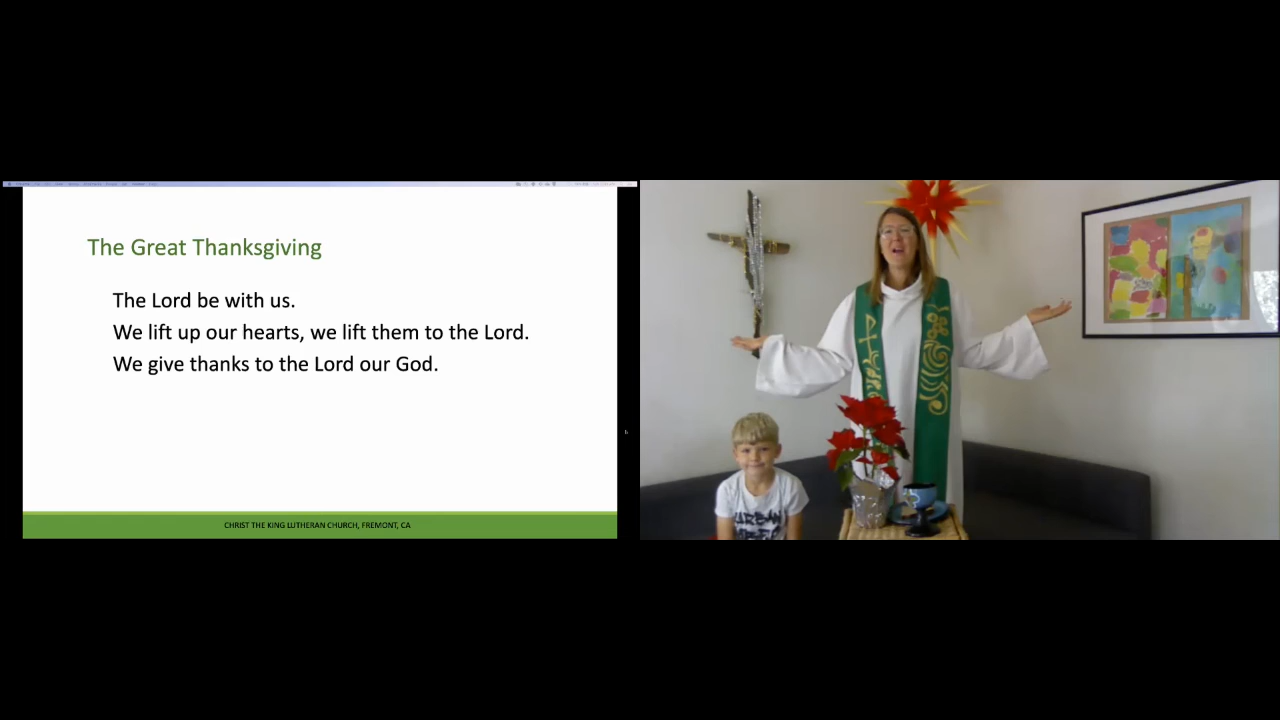 The Great Thanksgiving
The Lord be with us.
We lift up our hearts, we lift them to the Lord.
We give thanks to the Lord our God.
CHRIST THE KING LUTHERAN CHURCH, FREMONT, CA
URBAN